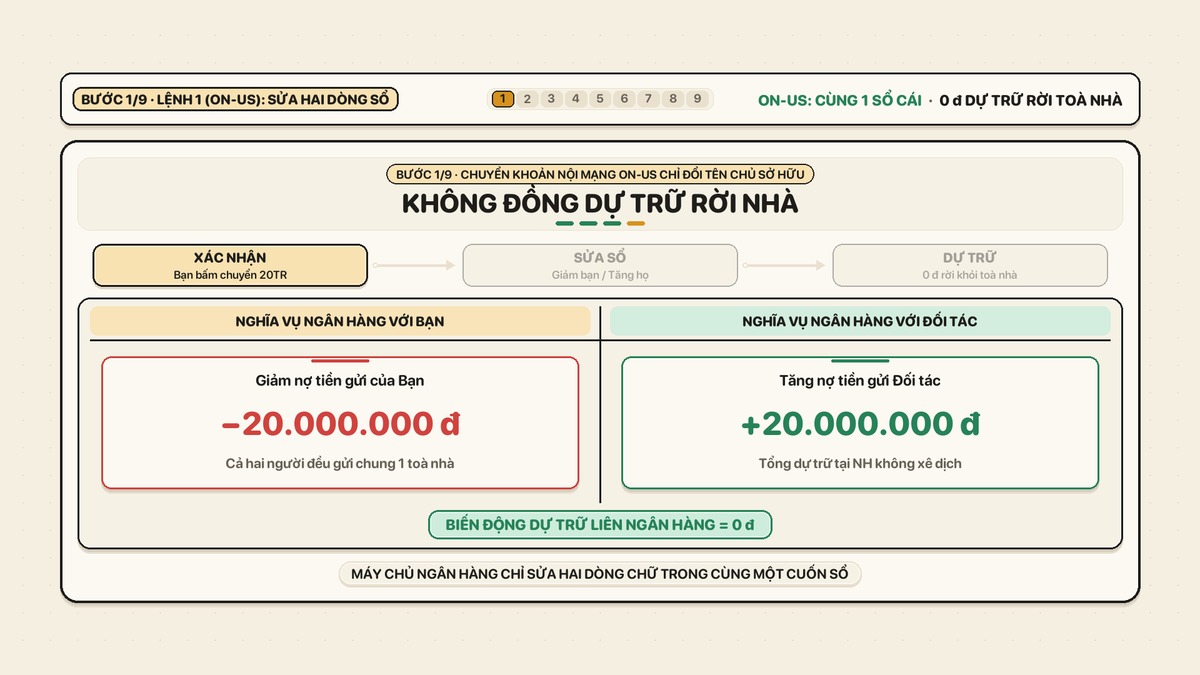 BƯỚC 1/9 · LỆNH 1 (ON-US): SỬA HAI DÒNG SỔ
1 2 3 4 5 6 7 8 9
ON-US: CÙNG 1 SỔ CÁI · 0 đ DỰ TRỮ RỜI TOÀ NHÀ
BƯỚC 1/9 · CHUYỂN KHOẢN NỘI MẠNG ON-US CHỈ ĐỔI TÊN CHỦ SỞ HỮU
KHÔNG ĐỒNG DỰ TRỮ RỜI NHÀ
XÁC NHẬN
Bạn bấm chuyển 20TR
SỬA SỔ
Giảm bạn / Tăng họ
DỰ TRỮ
0 đ rời khỏi toà nhà
NGHĨA VỤ NGÂN HÀNG VỚI BẠN
Giảm nợ tiền gửi của Bạn
−20.000.000 đ
Cả hai người đều gửi chung 1 toà nhà
NGHĨA VỤ NGÂN HÀNG VỚI ĐỐI TÁC
Tăng nợ tiền gửi Đối tác
+20.000.000 đ
Tổng dự trữ tại NH không xê dịch
BIẾN ĐỘNG DỰ TRỮ LIÊN NGÂN HÀNG = 0 đ
MÁY CHỦ NGÂN HÀNG CHỈ SỬA HAI DÒNG CHỮ TRONG CÙNG MỘT CUỐN SỔ